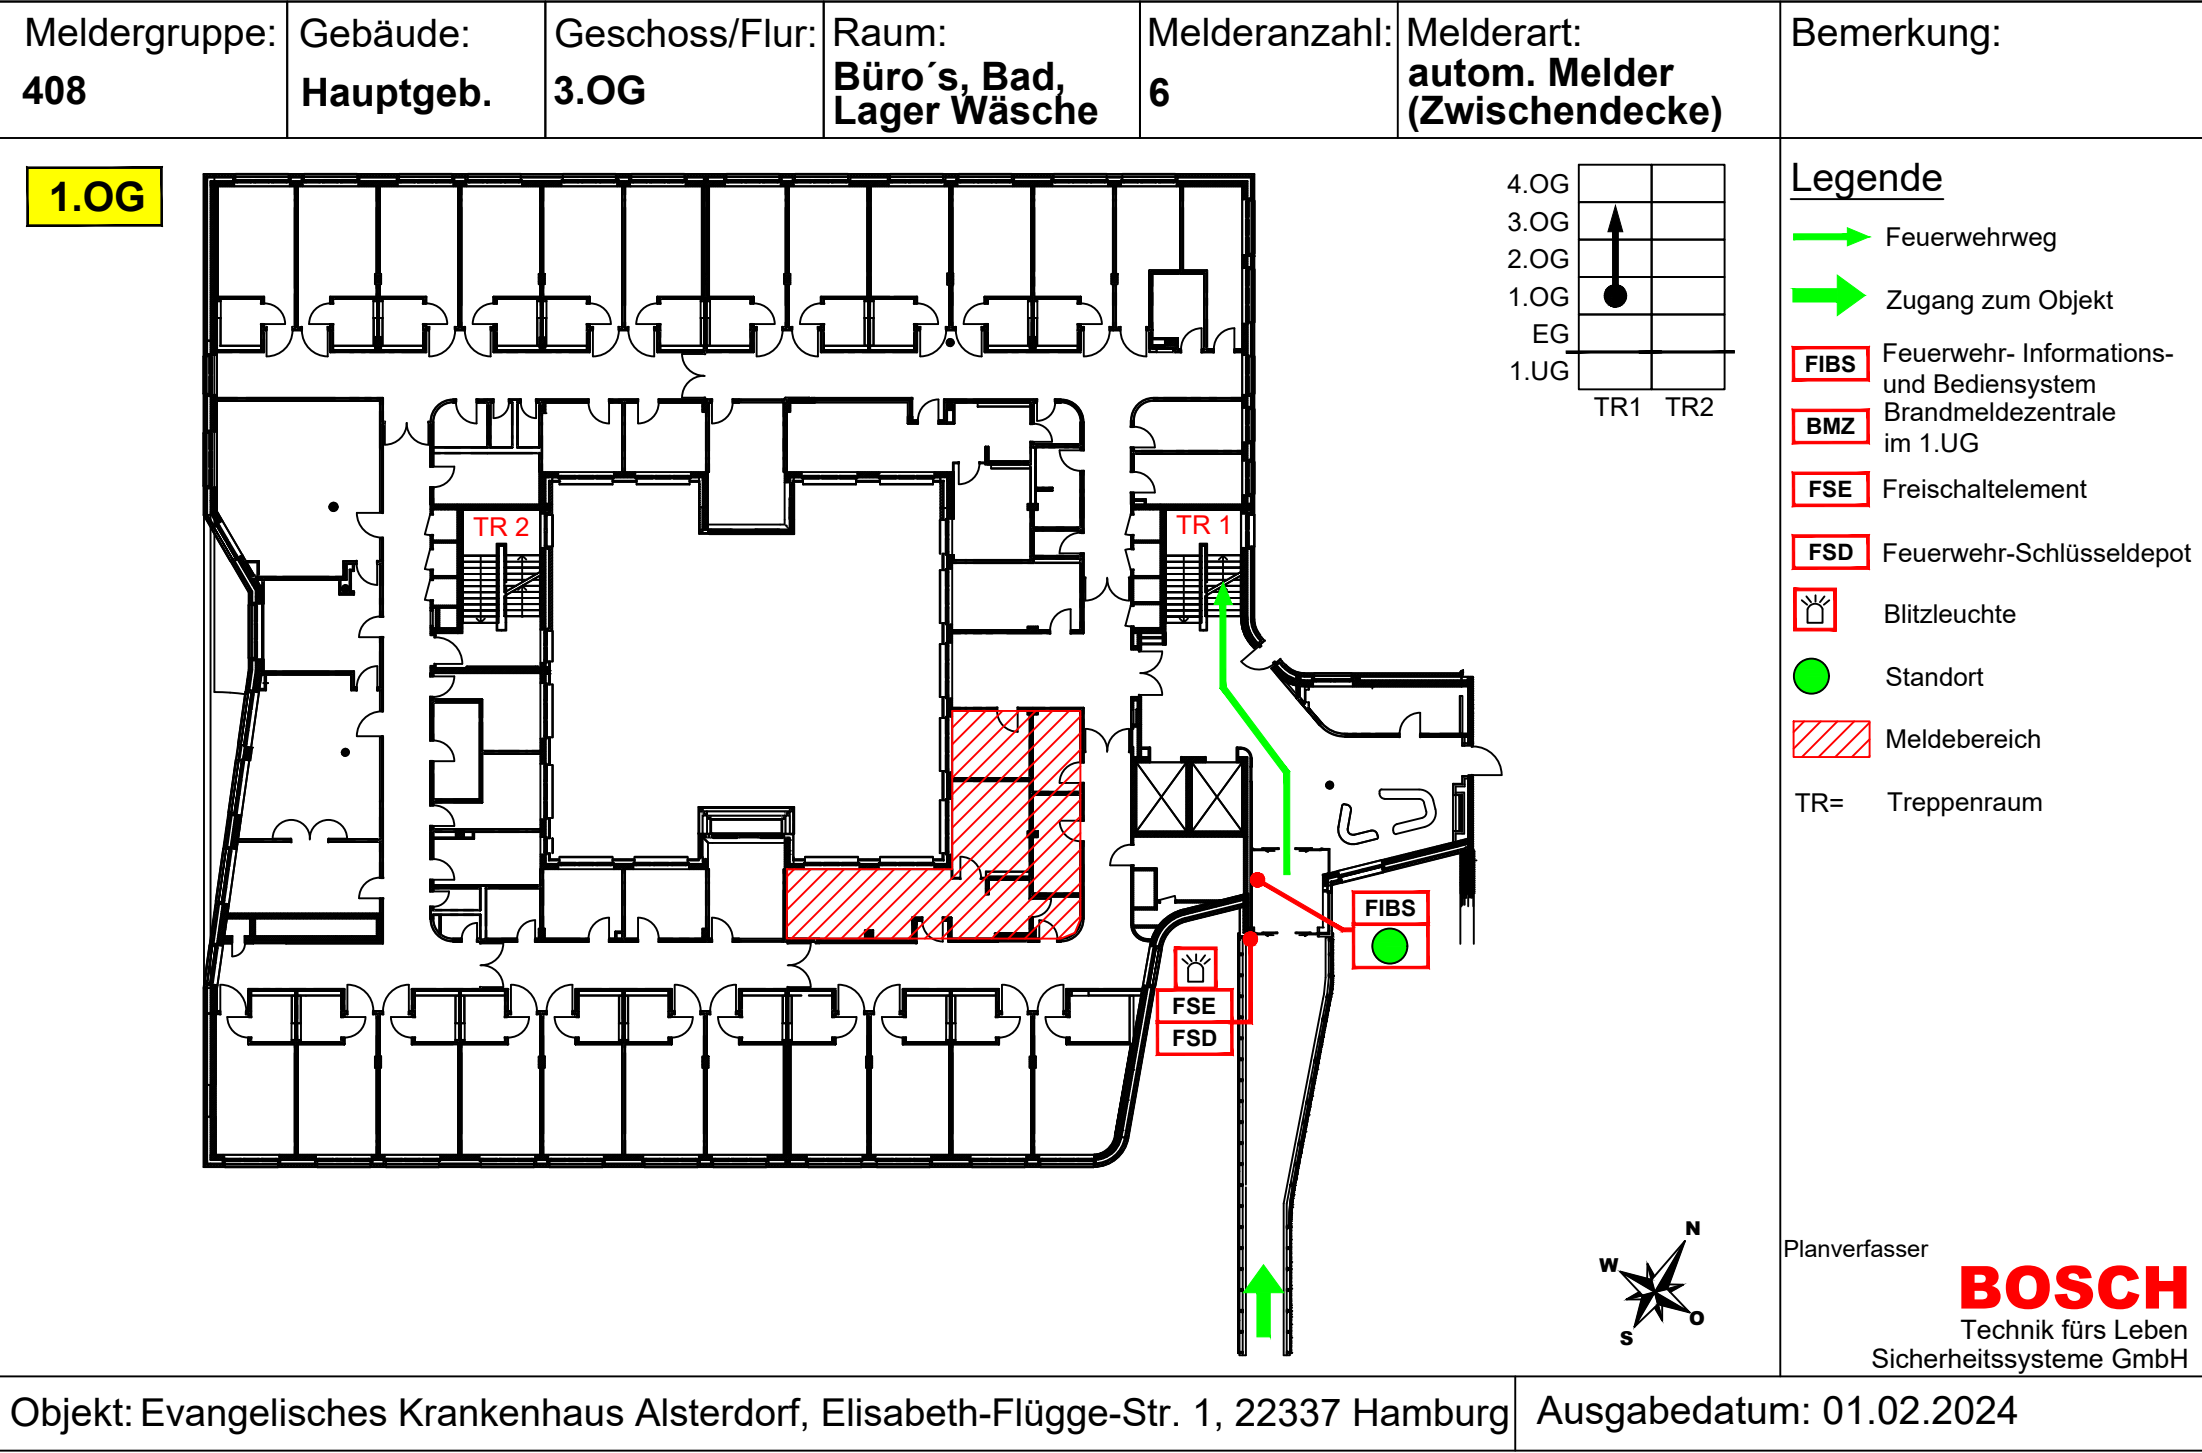 Meldergruppe:
408
Gebäude:
Hauptgeb.
Geschoss/Flur:
3.OG
Raum:
Büro´s, Bad,
Lager Wäsche
Melderanzahl:
6
Melderart:
autom. Melder
(Zwischendecke)
Bemerkung:
1.OG
4.OG
3.OG
2.OG
1.OG
EG
1.UG
TR1 TR2
TR 2
TR 1
FIBS
FSE
FSD
Legende
Feuerwehrweg
Zugang zum Objekt
FIBS Feuerwehr- Informations-
und Bediensystem
BMZ Brandmeldezentrale
im 1.UG
FSE Freischaltelement
FSD Feuerwehr-Schlüsseldepot
Blitzleuchte
Standort
Meldebereich
TR= Treppenraum
N
W
O
S
Planverfasser
BOSCH
Technik fürs Leben
Sicherheitssysteme GmbH
Objekt: Evangelisches Krankenhaus Alsterdorf, Elisabeth-Flügge-Str. 1, 22337 Hamburg
Ausgabedatum: 01.02.2024